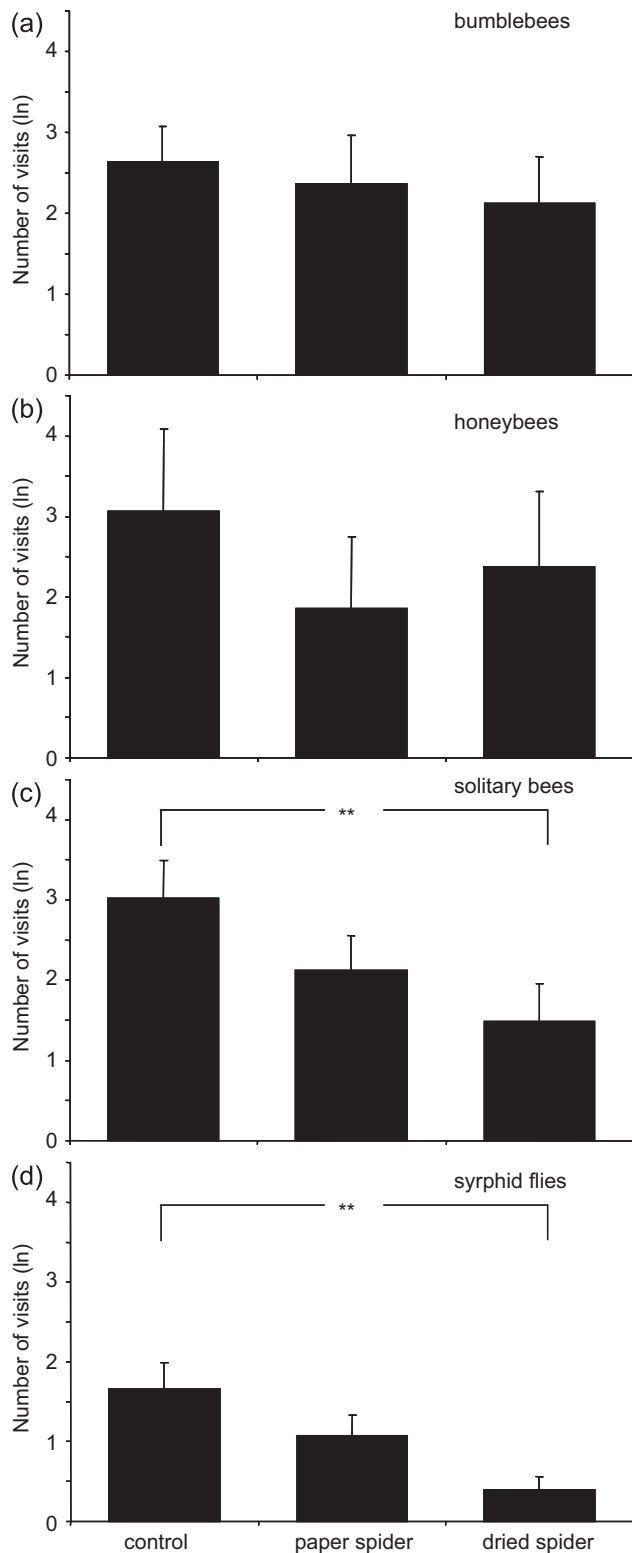 (a)
bumblebees
Number of visits (ln)
4
3
2
1
0
(b)
honeybees
Number of visits (ln)
4
3
2
1
0
(c)
solitary bees
**
Number of visits (ln)
4
3
2
1
0
(d)
syrphid flies
**
Number of visits (ln)
4
3
2
1
0
control paper spider dried spider